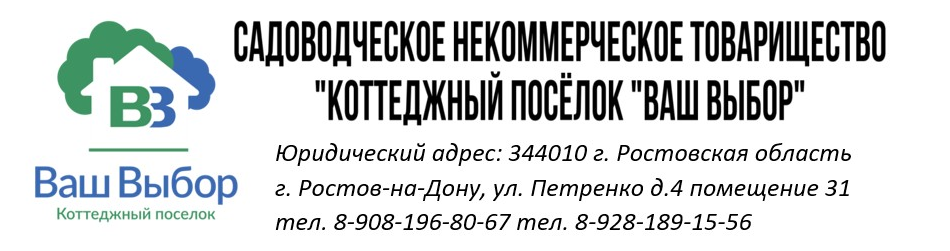 САДОВОДЧЕСКОЕ НЕКОММЕРЧЕСКОЕ ТОВАРИЩЕСТВО
"КОТТЕДЖНЫЙ ПОСЁЛОК "ВАШ ВЫБОР"
Юридический адрес: 344010 г. Ростовская область
г. Ростов-на-Дону, ул. Петренко д.4 помещение 31
тел. 8-908-196-80-67 тел. 8-928-189-15-56
ВЗ
Ваш Выбор
Коттеджный поселок